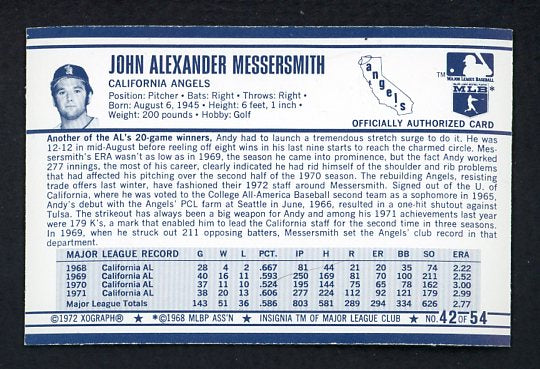 JOHN ALEXANDER MESSERSMITH
CALIFORNIA ANGELS
Position: Pitcher • Bats: Right • Throws: Right •
Born: August 6, 1945 • Height: 6 feet, 1 inch •
Weight: 200 pounds • Hobby: Golf
angels
TM
MAJOR LEAGUE BASEBALL
MLB*
OFFICIALLY AUTHORIZED CARD
Another of the AL's 20-game winners, Andy had to launch a tremendous stretch surge to do it. He was
12-12 in mid-August before reeling off eight wins in his last nine starts to reach the charmed circle. Mes-
sersmith's ERA wasn't as low as in 1969, the season he came into prominence, but the fact Andy worked
277 innings, the most of his career, clearly indicated he had rid himself of the shoulder and rib problems
that had affected his pitching over the second half of the 1970 season. The rebuilding Angels, resisting
trade offers last winter, have fashioned their 1972 staff around Messersmith. Signed out of the U. of
California, where he was voted to the College All-America Baseball second team as a sophomore in 1965,
Andy's debut with the Angels' PCL farm at Seattle in June, 1966, resulted in a one-hit shutout against
Tulsa. The strikeout has always been a big weapon for Andy and among his 1971 achievements last year
were 179 K's, a mark that enabled him to lead the California staff for the second time in three seasons.
In 1969, when he struck out 211 opposing batters, Messersmith set the Angels' club record in that
department.
MAJOR LEAGUE RECORD G W L PCT. IP H R ER BB SO ERA
1968 California AL 28 4 2 .667 81 44 21 20 35 74 2.22
1969 California AL 40 16 11 .593 250 169 81 70 100 211 2.52
1970 California AL 37 11 10 .524 195 144 75 65 78 162 3.00
1971 California AL 38 20 13 .606 277 224 112 92 121 179 2.99
Major League Totals 143 51 36 .586 803 581 289 294 334 626 2.77
©1972 XOGRAPH® ★ *©1968 MLBP ASS'N ★ INSIGNIA TM OF MAJOR LEAGUE CLUB ★ NO. 42 OF 54